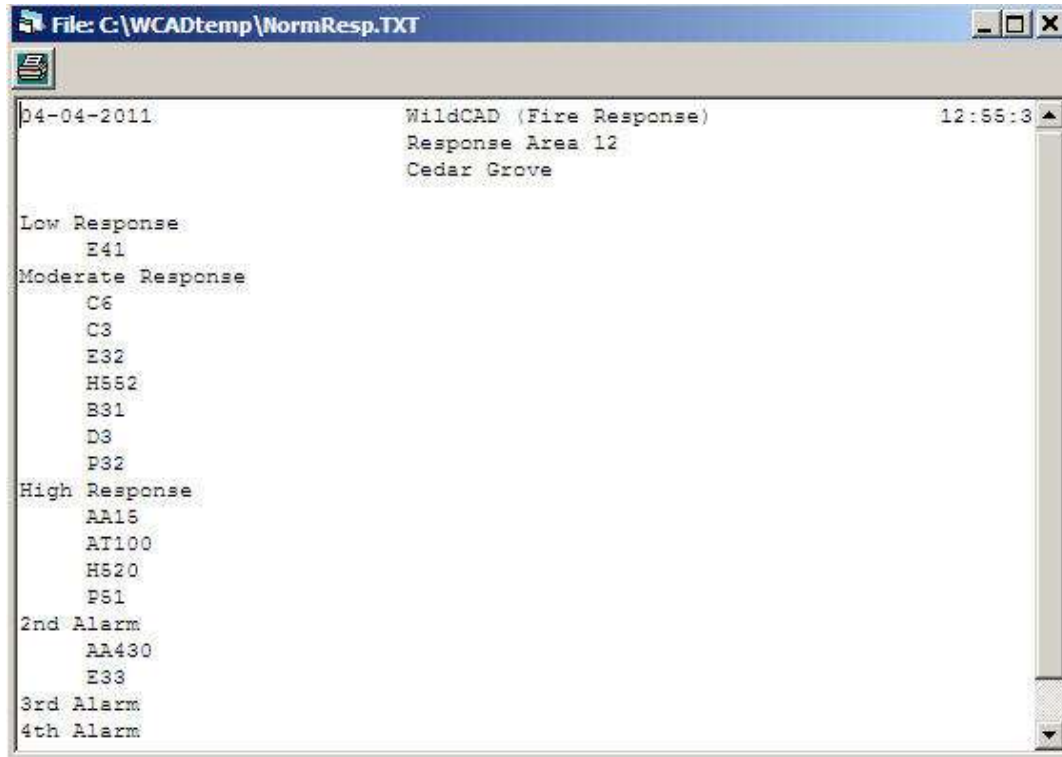 File: C:\WCADtemp\NormResp.TXT
04-04-2011 WildCAD (Fire Response) 12:55:3
Response Area 12
Cedar Grove
Low Response
E41
Moderate Response
C6
C3
E32
H552
B31
D3
P32
High Response
AA15
AT100
H520
P51
2nd Alarm
AA430
E33
3rd Alarm
4th Alarm